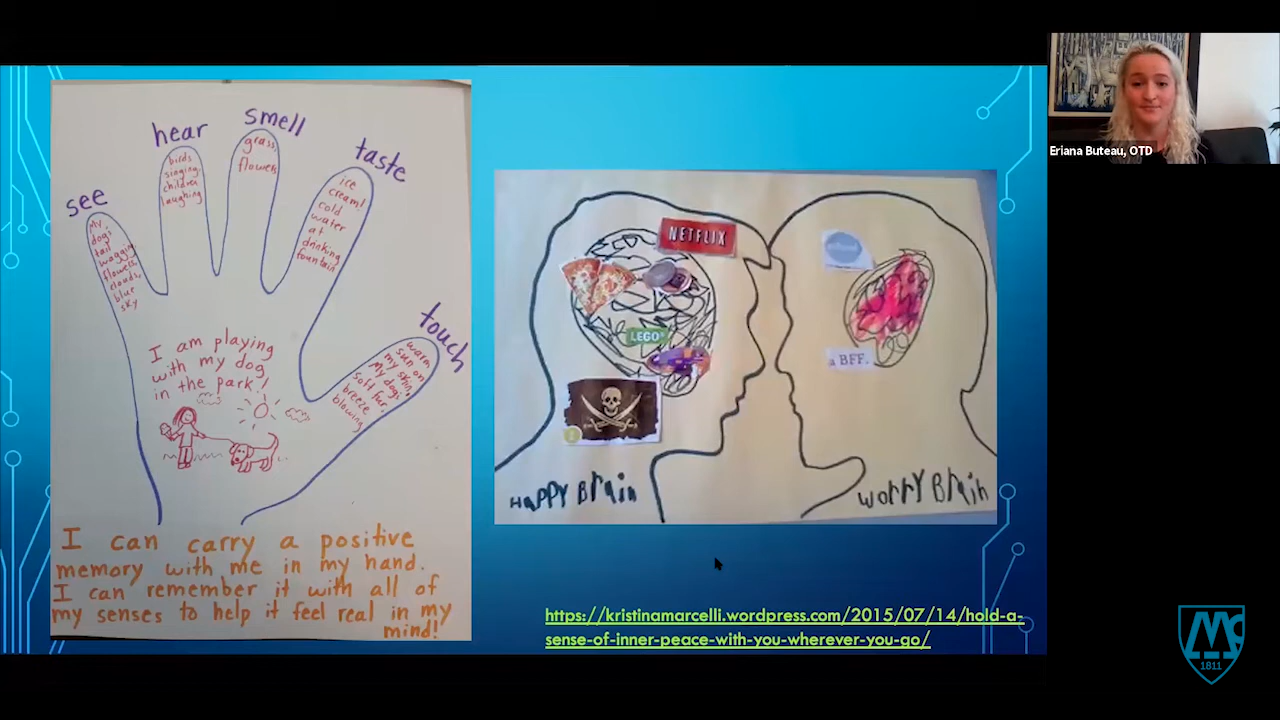 see
hear
smell
taste
touch
my
dog's
tail
wagging
flowers,
clouds,
blue
sky
birds
singing,
children
laughing
grass,
flowers
ice
cream!
cold
water
at
drinking
fountain
warm
sun on
my skin,
My dog's
soft fur,
breeze
blowing
I am playing
with my dog
in the park!
I can carry a positive
memory with me in my hand.
I can remember it with all of
my senses to help it feel real in my
mind!
NETFLIX
LEGO
HAPPY BrAin
a BFF.
worry BrAin
https://kristinamarcelli.wordpress.com/2015/07/14/hold-a-
sense-of-inner-peace-with-you-wherever-you-go/
Eriana Buteau, OTD
1811